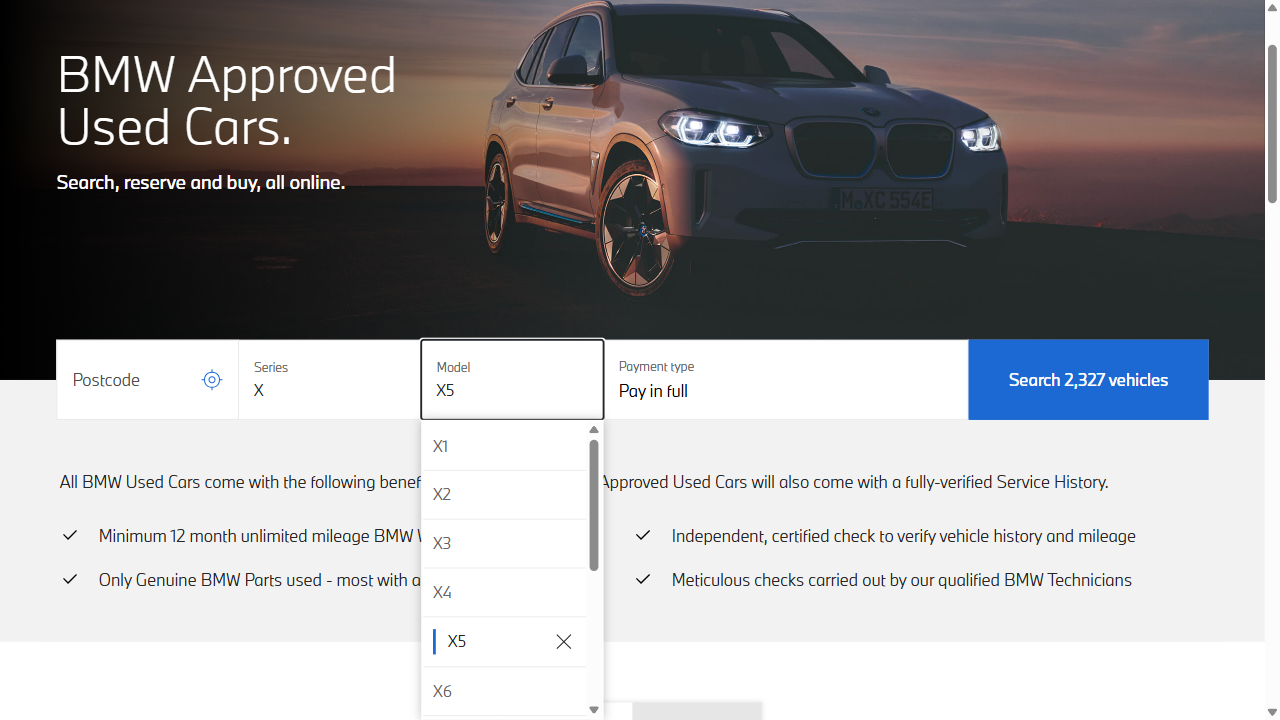 BMW Approved
Used Cars.
Search, reserve and buy, all online.
M XC 554E
Postcode
Series
X
Model
X5
Payment type
Pay in full
Search 2,327 vehicles
X1
X2
X3
X4
X5
X6
All BMW Used Cars come with the following
Approved Used Cars will also come with a fully-verified Service History.
Minimum 12 month unlimited mileage BMW
Independent, certified check to verify vehicle history and mileage
Only Genuine BMW Parts used - most with a
Meticulous checks carried out by our qualified BMW Technicians